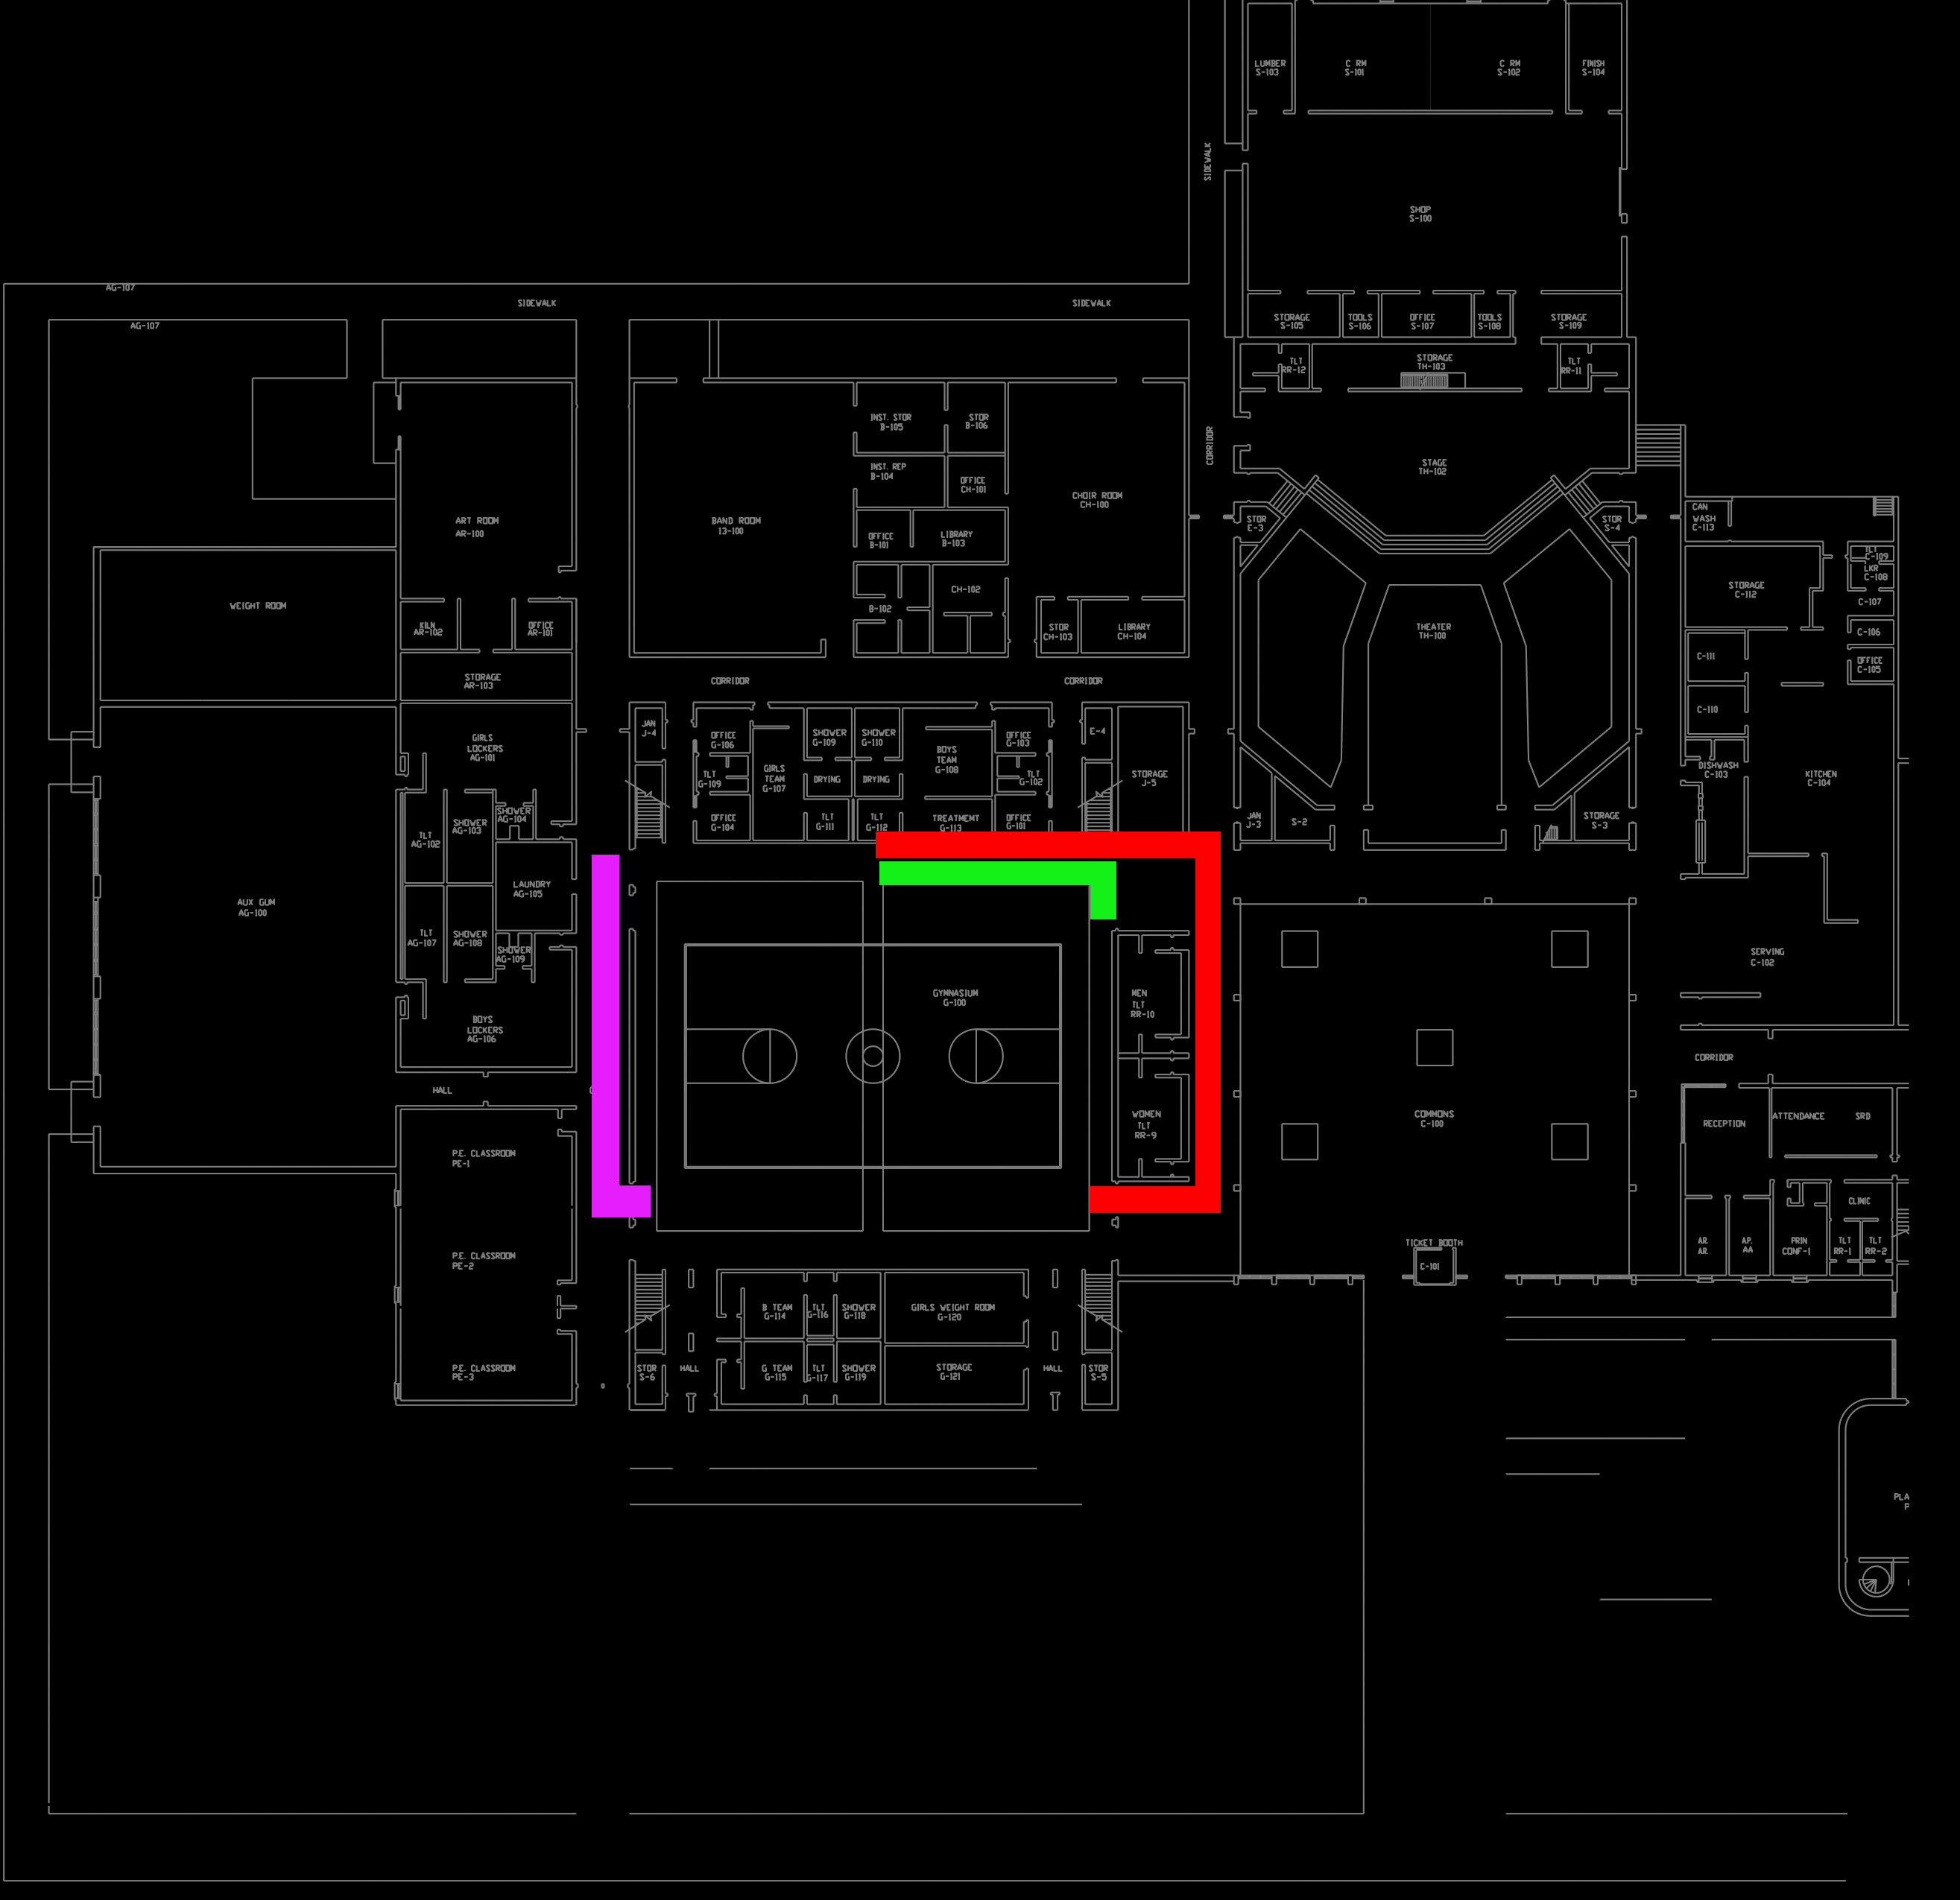 LUMBER
S-103
C RM
S-101
C RM
S-102
FINISH
S-104
SIDEWALK
SHOP
S-100
AG-107
SIDEWALK
SIDEWALK
AG-107
STORAGE
S-105
TOOLS
S-106
OFFICE
S-107
TOOLS
S-108
STORAGE
S-109
TLT
RR-12
STORAGE
TH-103
TLT
RR-11
INST. STOR
B-105
STOR
B-106
CORRIDOR
INST. REP
B-104
OFFICE
CH-101
STAGE
TH-102
CHOIR ROOM
CH-100
ART ROOM
AR-100
BAND ROOM
13-100
OFFICE
B-101
LIBRARY
B-103
STOR
E-3
STOR
S-4
CAN
WASH
C-113
TLT
C-109
LKR
C-108
STORAGE
C-112
C-107
WEIGHT ROOM
CH-102
B-102
KILN
AR-102
OFFICE
AR-101
STOR
CH-103
LIBRARY
CH-104
THEATER
TH-100
C-106
C-111
OFFICE
C-105
STORAGE
AR-103
CORRIDOR
CORRIDOR
C-110
JAN
J-4
OFFICE
G-106
SHOWER
G-109
SHOWER
G-110
BOYS
TEAM
G-108
OFFICE
G-103
E-4
GIRLS
LOCKERS
AG-101
TLT
G-109
GIRLS
TEAM
G-107
DRYING
DRYING
TLT
G-102
STORAGE
J-5
DISHWASH
C-103
KITCHEN
C-104
SHOWER
AG-104
SHOWER
AG-103
TLT
AG-102
OFFICE
G-104
TLT
G-111
TLT
G-112
TREATMEMT
G-113
OFFICE
G-101
JAN
J-3
S-2
STORAGE
S-3
LAUNDRY
AG-105
AUX GUM
AG-100
TLT
AG-107
SHOWER
AG-108
SHOWER
AG-109
SERVING
C-102
GYMNASIUM
G-100
MEN
TLT
RR-10
BOYS
LOCKERS
AG-106
CORRIDOR
HALL
WOMEN
TLT
RR-9
COMMONS
C-100
RECEPTION
ATTENDANCE
SRD
P.E. CLASSROOM
PE-1
CLINIC
P.E. CLASSROOM
PE-2
TICKET BOOTH
C-101
AR.
AR.
AP.
AA
PRIN
CONF-1
TLT
RR-1
TLT
RR-2
B TEAM
G-114
TLT
G-116
SHOWER
G-118
GIRLS WEIGHT ROOM
G-120
P.E. CLASSROOM
PE-3
STOR
S-6
HALL
G TEAM
G-115
TLT
G-117
SHOWER
G-119
STORAGE
G-121
HALL
STOR
S-5
PLA
P